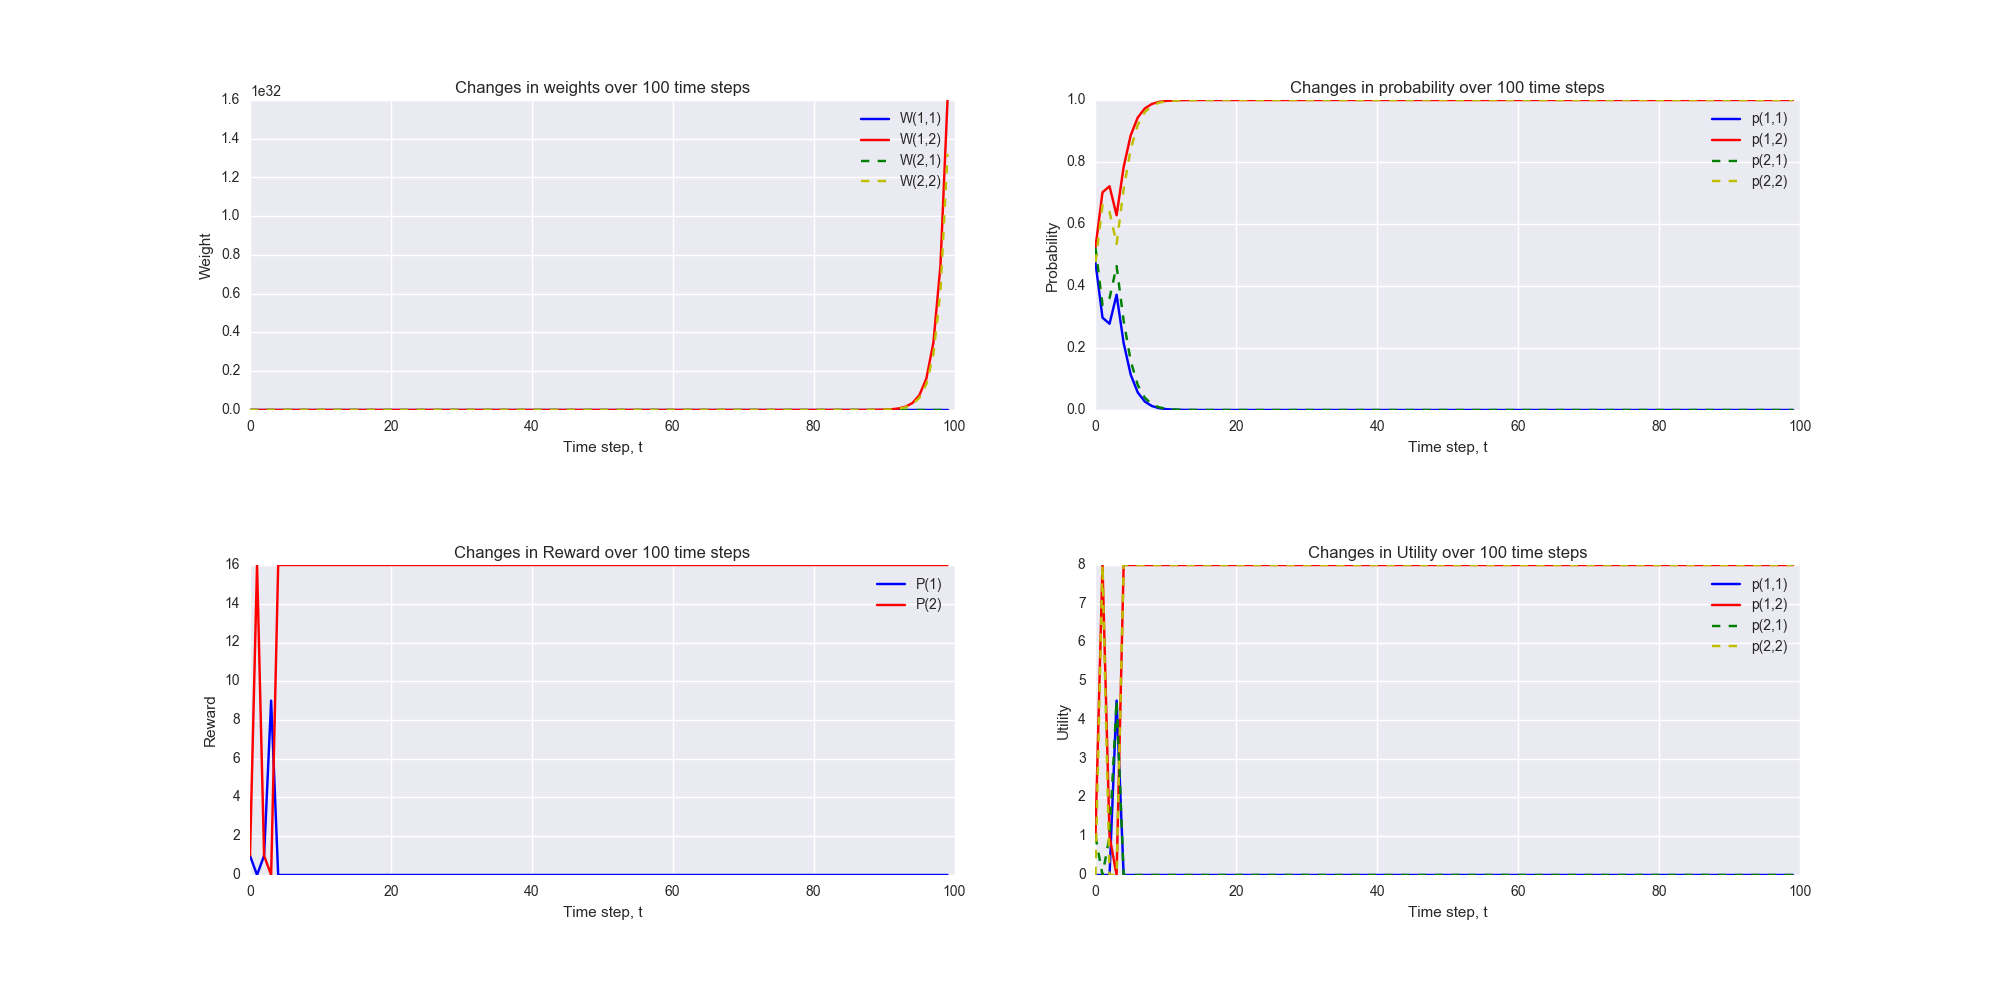 Changes in weights over 100 time steps
1e32
1.6
1.4
1.2
1.0
0.8
0.6
0.4
0.2
0.0
Weight
W(1,1)
W(1,2)
W(2,1)
W(2,2)
0 20 40 60 80 100
Time step, t
Changes in probability over 100 time steps
1.0
0.8
0.6
0.4
0.2
0.0
Probability
p(1,1)
p(1,2)
p(2,1)
p(2,2)
0 20 40 60 80 100
Time step, t
Changes in Reward over 100 time steps
16
14
12
10
8
6
4
2
0
Reward
P(1)
P(2)
0 20 40 60 80 100
Time step, t
Changes in Utility over 100 time steps
8
7
6
5
4
3
2
1
0
Utility
p(1,1)
p(1,2)
p(2,1)
p(2,2)
0 20 40 60 80 100
Time step, t